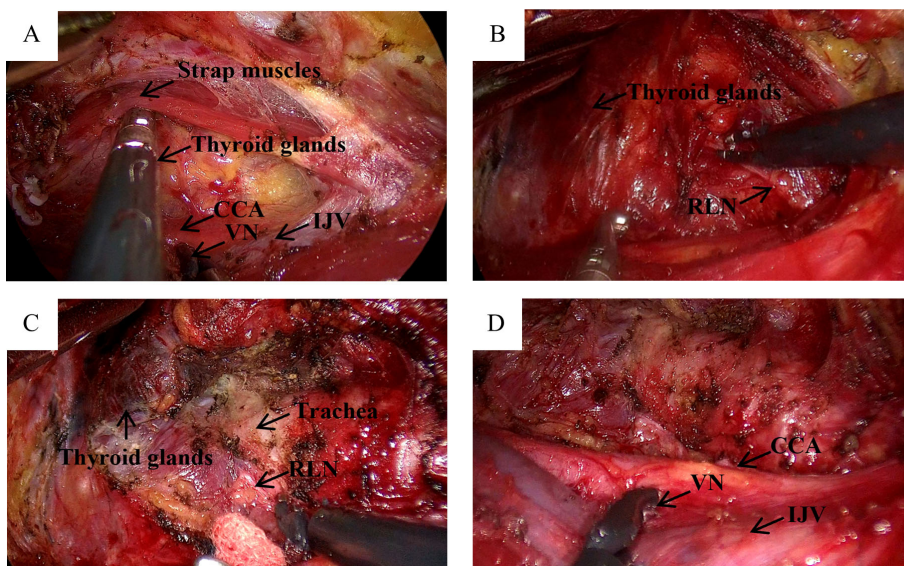 A
Strap muscles
Thyroid glands
CCA
VN
IJV
B
Thyroid glands
RLN
C
Trachea
Thyroid glands
RLN
D
CCA
VN
IJV